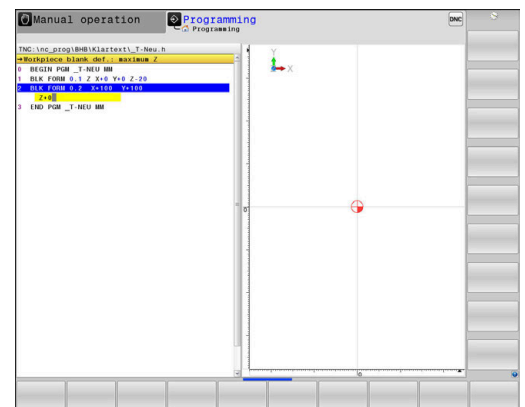 Manual operation
Programming
Programming
DNC
TNC:\nc_prog\BHB\Klartext\_T-Neu.h
→Workpiece blank def.: maximum Z
0 BEGIN PGM _T-NEU MM
1 BLK FORM 0.1 Z X+0 Y+0 Z-20
2 BLK FORM 0.2 X+100 Y+100
Z+0
3 END PGM _T-NEU MM
Y
X
0
0